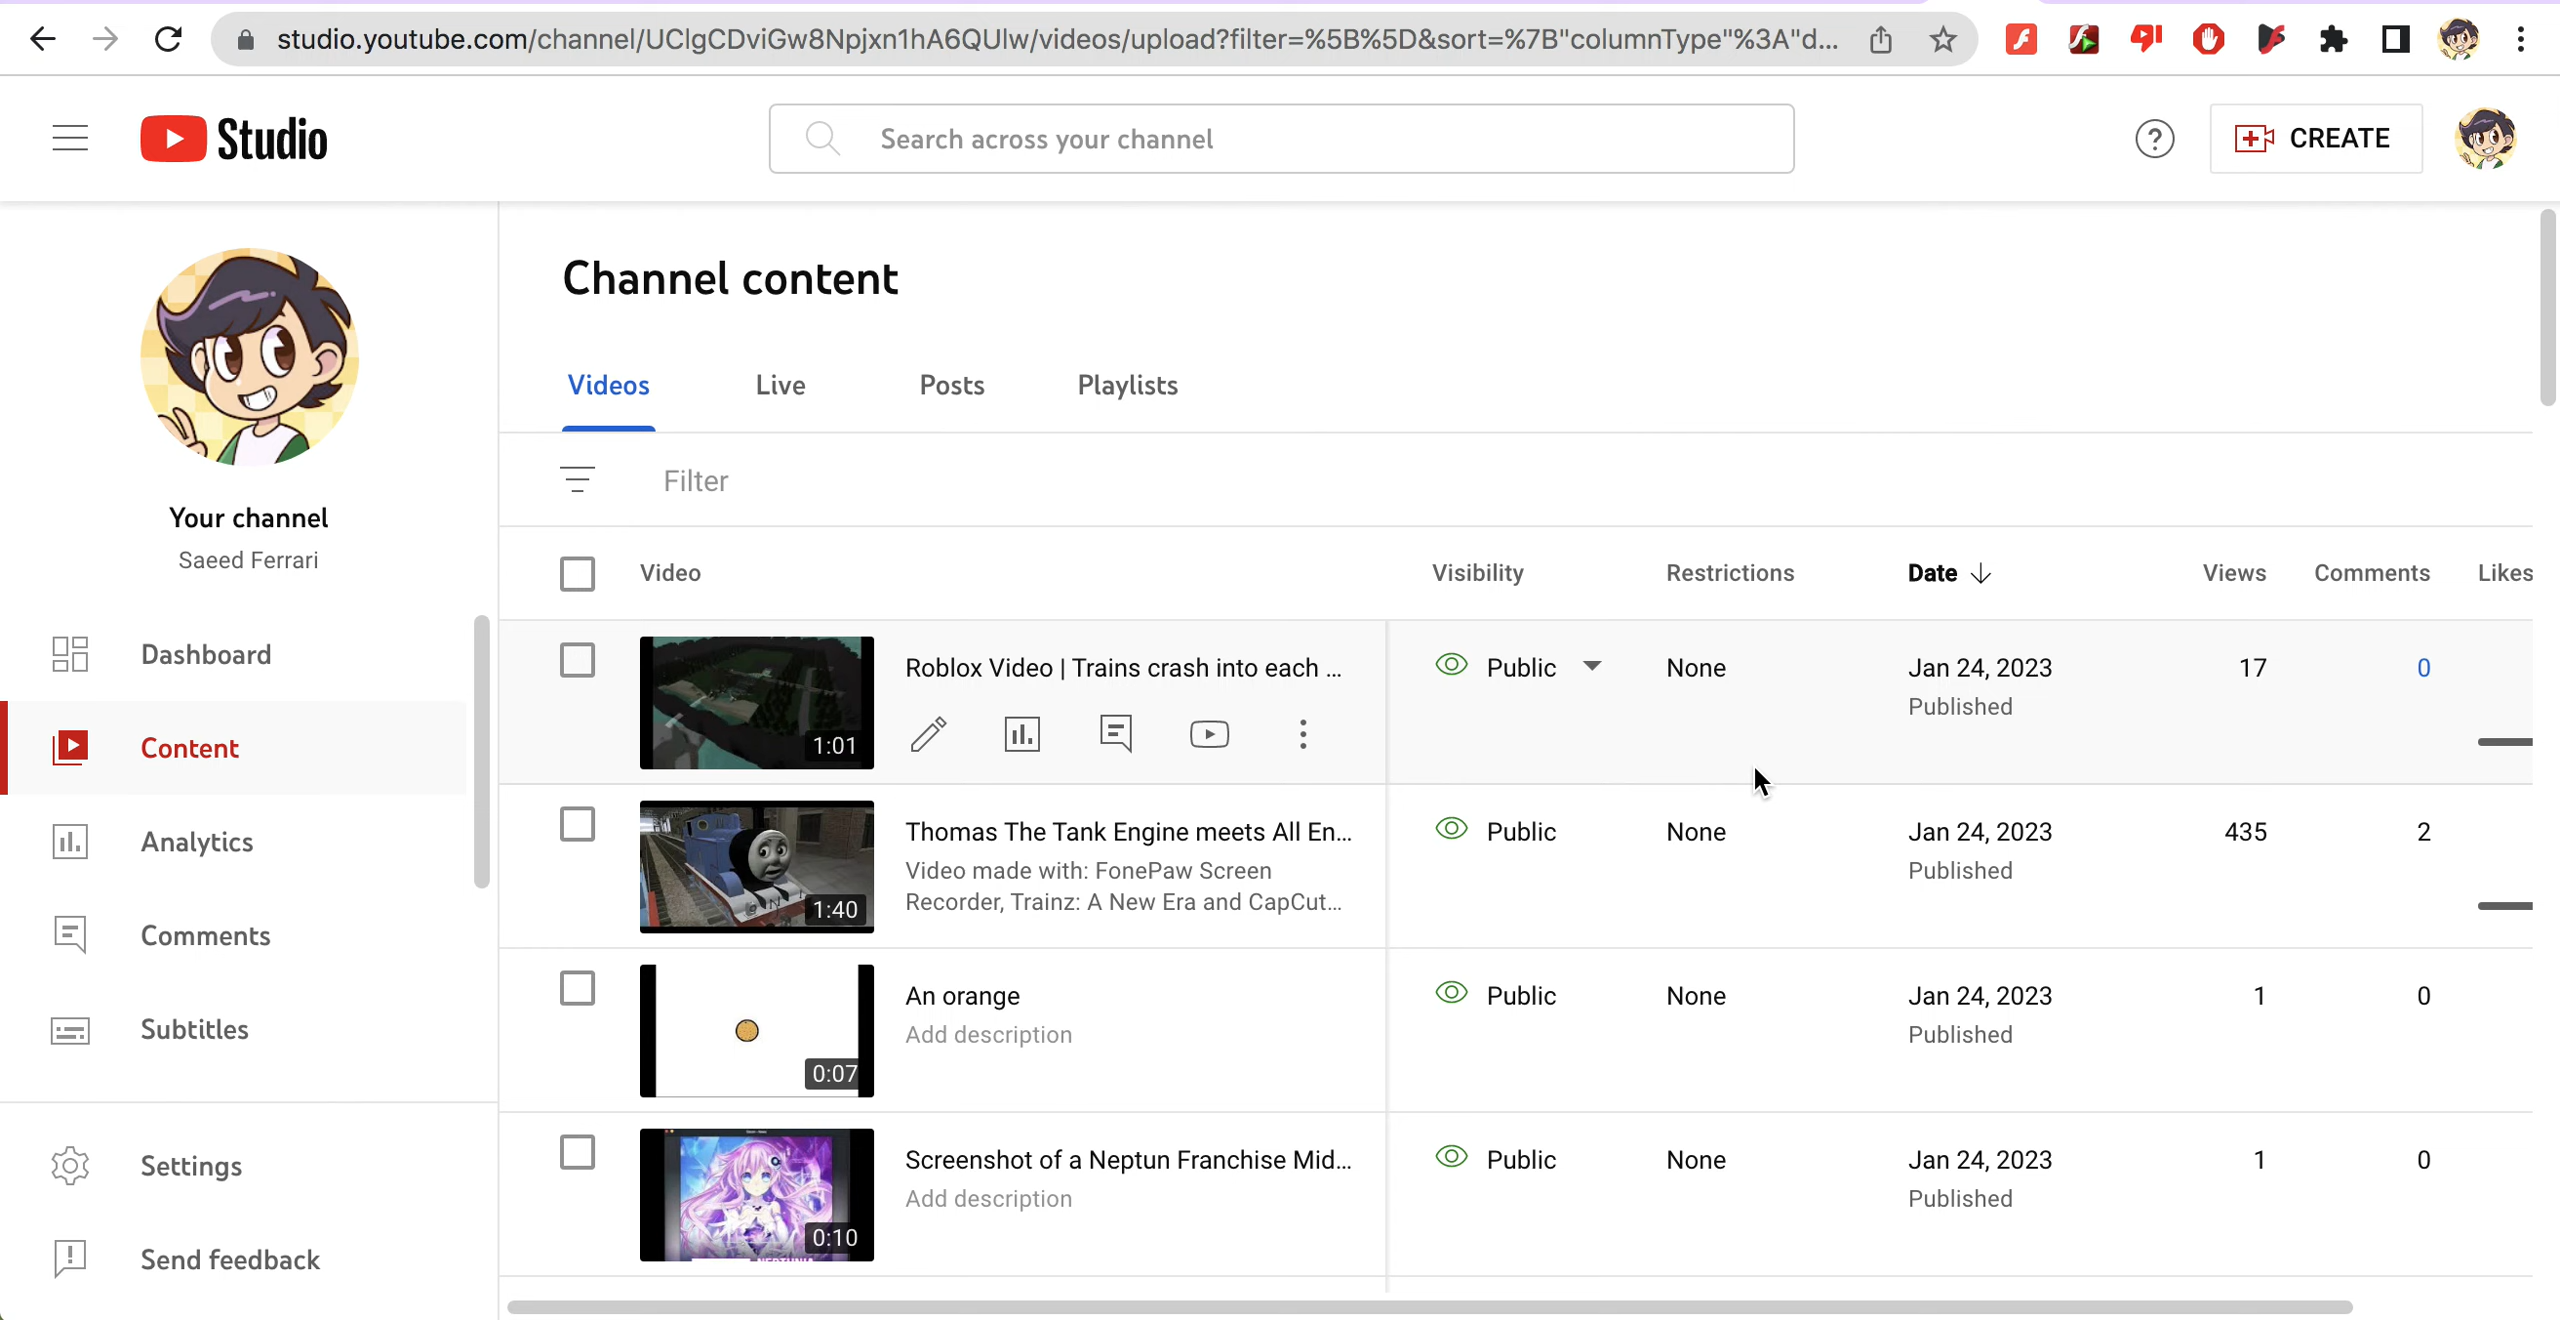 studio.youtube.com/channel/UClgCDviGw8Npjxn1hA6QUlw/videos/upload?filter=%5B%5D&sort=%7B"columnType"%3A"d...
Studio
Search across your channel
CREATE
Channel content
Videos Live Posts Playlists
Filter
Your channel
Saeed Ferrari
Dashboard
Content
Analytics
Comments
Subtitles
Settings
Send feedback
Video Visibility Restrictions Date Views Comments Likes
Roblox Video | Trains crash into each ... Public None Jan 24, 2023 17 0
Published
1:01
Thomas The Tank Engine meets All En... Public None Jan 24, 2023 435 2
Video made with: FonePaw Screen Published
Recorder, Trainz: A New Era and CapCut...
1:40
An orange Public None Jan 24, 2023 1 0
Add description Published
0:07
Screenshot of a Neptun Franchise Mid... Public None Jan 24, 2023 1 0
Add description Published
0:10